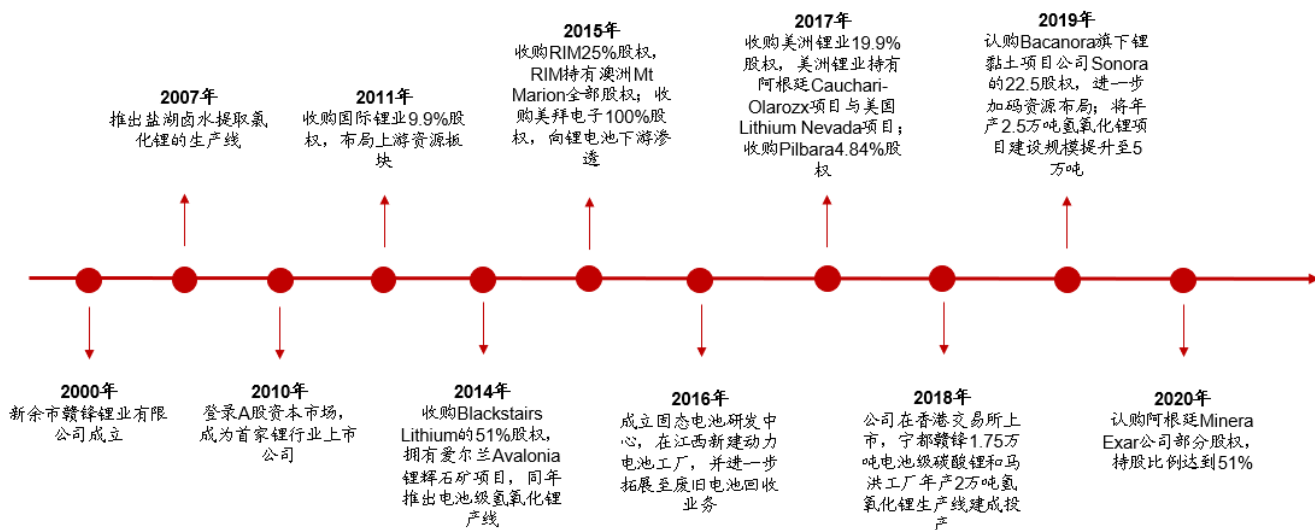 2007年
推出盐湖卤水提取氯
化锂的生产线
2011年
收购国际锂业9.9%股
权，布局上游资源板
块
2015年
收购RIM25%股权，
RIM持有澳洲Mt
Marion全部股权；收
购美拜电子100%股
权，向锂电池下游渗
透
2017年
收购美洲锂业19.9%
股权，美洲锂业持有
阿根廷Cauchari-
Olarozx项目与美国
Lithium Nevada项目；
收购Pilbara4.84%股
权
2019年
认购Bacanora旗下锂
黏土项目公司Sonora
的22.5股权，进一步
加码资源布局；将年
产2.5万吨氢氧化锂项
目建设规模提升至5
万吨
2000年
新余市赣锋锂业有限
公司成立
2010年
登录A股资本市场，
成为首家锂行业上市
公司
2014年
收购Blackstairs
Lithium的51%股权，
拥有爱尔兰Avalonia
锂辉石矿项目，同年
推出电池级氢氧化锂
产线
2016年
成立固态电池研发中
心，在江西新建动力
电池工厂，并进一步
拓展至废旧电池回收
业务
2018年
公司在香港交易所上
市，宁都赣锋1.75万
吨电池级碳酸锂和马
洪工厂年产2万吨氢
氧化锂生产线建成投
产
2020年
认购阿根廷Minera
Exar公司部分股权，
持股比例达到51%